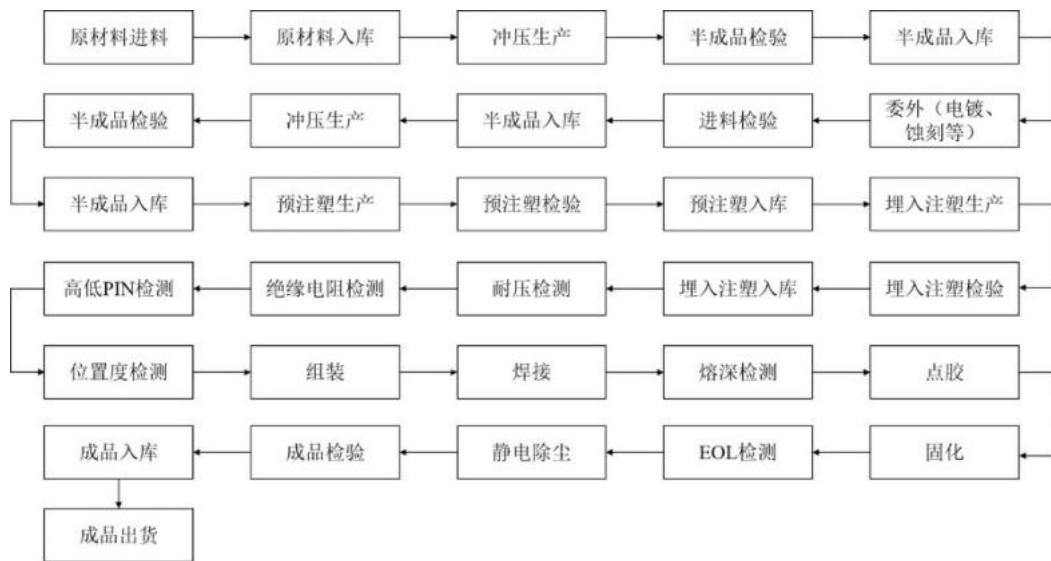 原材料进料
原材料入库
冲压生产
半成品检验
半成品入库
半成品检验
冲压生产
半成品入库
进料检验
委外（电镀、
蚀刻等）
半成品入库
预注塑生产
预注塑检验
预注塑入库
埋入注塑生产
高低PIN检测
绝缘电阻检测
耐压检测
埋入注塑入库
埋入注塑检验
位置度检测
组装
焊接
熔深检测
点胶
成品入库
成品检验
静电除尘
EOL检测
固化
成品出货